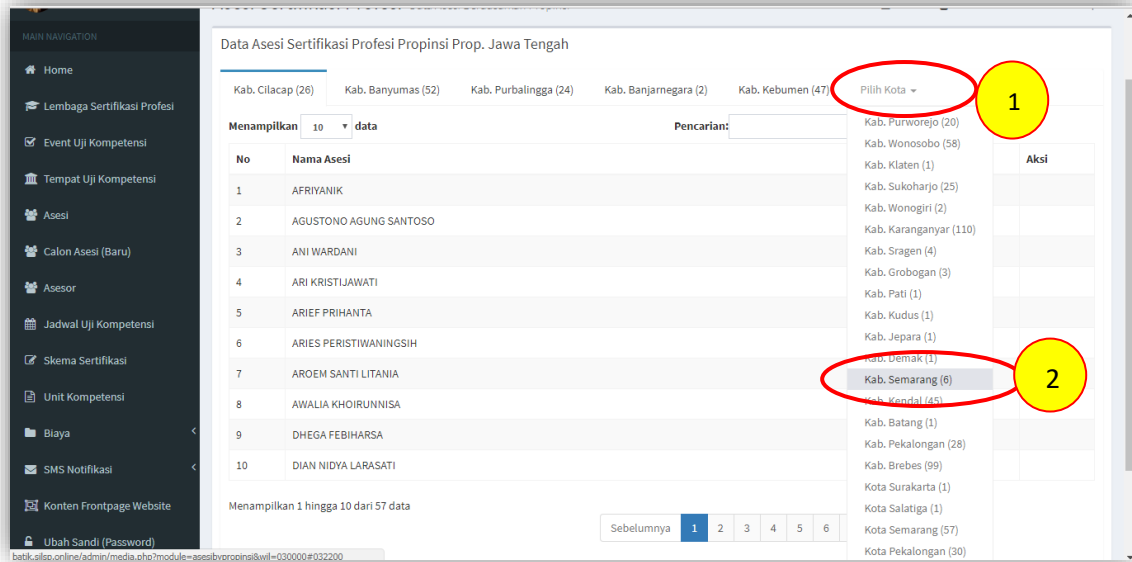 MAIN NAVIGATION
Home
Lembaga Sertifikasi Profesi
Event Uji Kompetensi
Tempat Uji Kompetensi
Asesi
Calon Asesi (Baru)
Asesor
Jadwal Uji Kompetensi
Skema Sertifikasi
Unit Kompetensi
Biaya
SMS Notifikasi
Konten Frontpage Website
Ubah Sandi (Password)
Data Asesi Sertifikasi Profesi Propinsi Prop. Jawa Tengah
Kab. Cilacap (26) Kab. Banyumas (52) Kab. Purbalingga (24) Kab. Banjarnegara (2) Kab. Kebumen (47) Pilih Kota
1
Menampilkan 10 data Pencarian:
No Nama Asesi Aksi
1 AFRIYANIK
2 AGUSTONO AGUNG SANTOSO
3 ANI WARDANI
4 ARI KRISTIJAWATI
5 ARIEF PRIHANTA
6 ARIES PERISTIWANINGSIH
7 AROEM SANTI LITANIA
8 AWALIA KHOIRUNNISA
9 DHEGA FEBIHARSA
10 DIAN NIDYA LARASATI
Menampilkan 1 hingga 10 dari 57 data
Sebelumnya 1 2 3 4 5 6
Kab. Purworejo (20)
Kab. Wonosobo (58)
Kab. Klaten (1)
Kab. Sukoharjo (25)
Kab. Wonogiri (2)
Kab. Karanganyar (110)
Kab. Sragen (4)
Kab. Grobogan (3)
Kab. Pati (1)
Kab. Kudus (1)
Kab. Jepara (1)
Kab. Demak (1)
Kab. Semarang (6)
2
Kab. Kendal (45)
Kab. Batang (1)
Kab. Pekalongan (28)
Kab. Brebes (99)
Kota Surakarta (1)
Kota Salatiga (1)
Kota Semarang (57)
Kota Pekalongan (30)
batik.silsp.online/admin/media.php?module=asesibypropinsi&wil=030000#032200